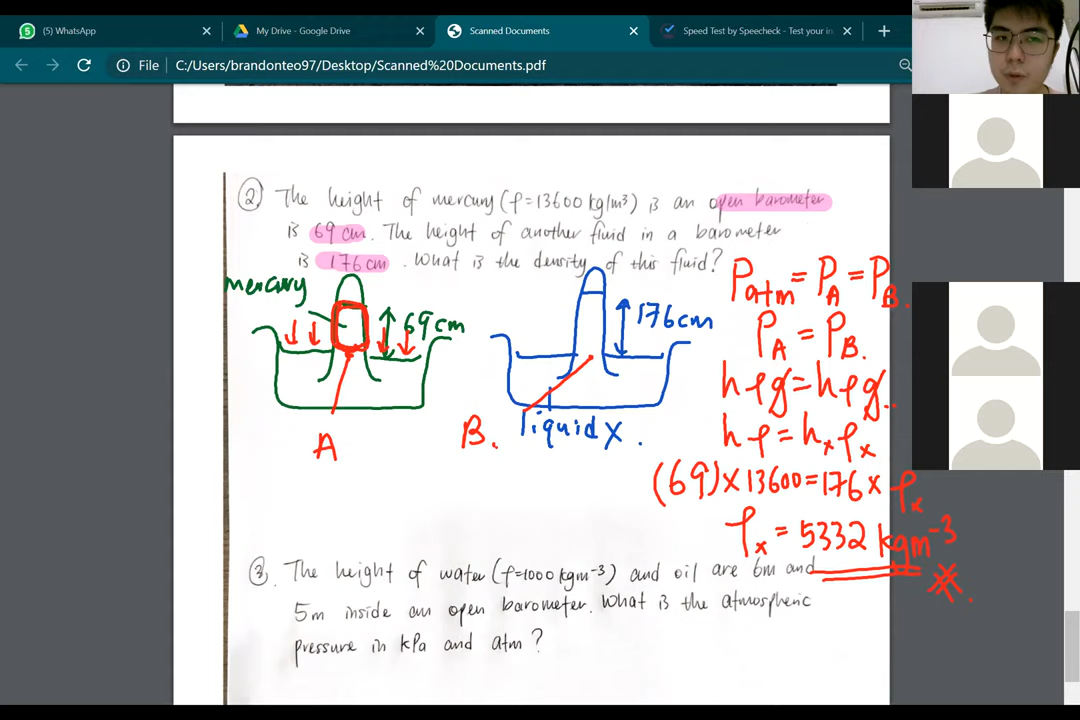 (5) WhatsApp
My Drive - Google Drive
Scanned Documents
Speed Test by Speecheck - Test your in
File
C:/Users/brandonteo97/Desktop/Scanned%20Documents.pdf
② The height of mercury (ρ=13600 kg/m³) is an open barometer
is 69 cm. The height of another fluid in a barometer
is 176 cm. What is the density of this fluid?
mercury
69 cm
A
176 cm
B.
liquid X.
Patm = PA = PB.
PA = PB.
hρg = hρg.
hρ = hxρx
(69) × 13600 = 176 × ρx
ρx = 5332 kgm⁻³
③. The height of water (ρ=1000 kgm⁻³) and oil are 6m and
5m inside an open barometer. What is the atmospheric
pressure in kPa and atm?